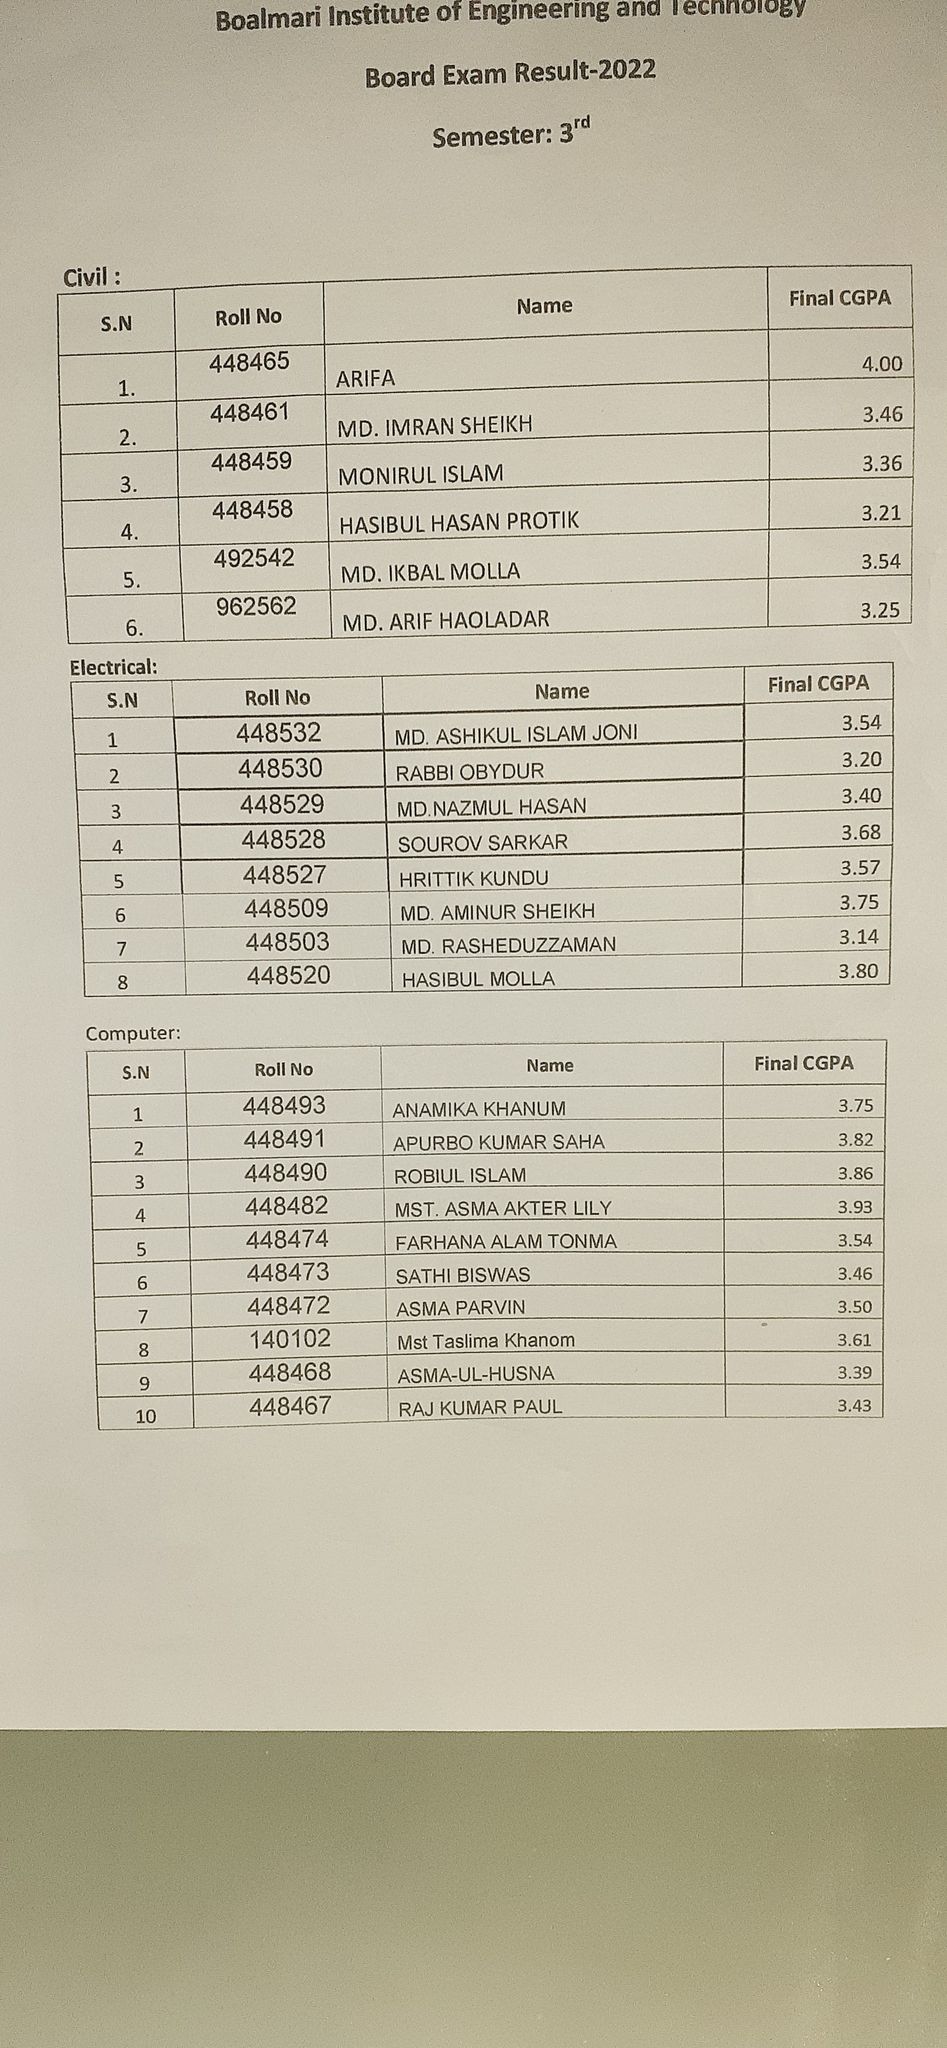 Boalmari Institute of Engineering and Technology
Board Exam Result-2022
Semester: 3rd
Civil :
S.N Roll No Name Final CGPA
1. 448465 ARIFA 4.00
2. 448461 MD. IMRAN SHEIKH 3.46
3. 448459 MONIRUL ISLAM 3.36
4. 448458 HASIBUL HASAN PROTIK 3.21
5. 492542 MD. IKBAL MOLLA 3.54
6. 962562 MD. ARIF HAOLADAR 3.25
Electrical:
S.N Roll No Name Final CGPA
1 448532 MD. ASHIKUL ISLAM JONI 3.54
2 448530 RABBI OBYDUR 3.20
3 448529 MD.NAZMUL HASAN 3.40
4 448528 SOUROV SARKAR 3.68
5 448527 HRITTIK KUNDU 3.57
6 448509 MD. AMINUR SHEIKH 3.75
7 448503 MD. RASHEDUZZAMAN 3.14
8 448520 HASIBUL MOLLA 3.80
Computer:
S.N Roll No Name Final CGPA
1 448493 ANAMIKA KHANUM 3.75
2 448491 APURBO KUMAR SAHA 3.82
3 448490 ROBIUL ISLAM 3.86
4 448482 MST. ASMA AKTER LILY 3.93
5 448474 FARHANA ALAM TONMA 3.54
6 448473 SATHI BISWAS 3.46
7 448472 ASMA PARVIN 3.50
8 140102 Mst Taslima Khanom 3.61
9 448468 ASMA-UL-HUSNA 3.39
10 448467 RAJ KUMAR PAUL 3.43